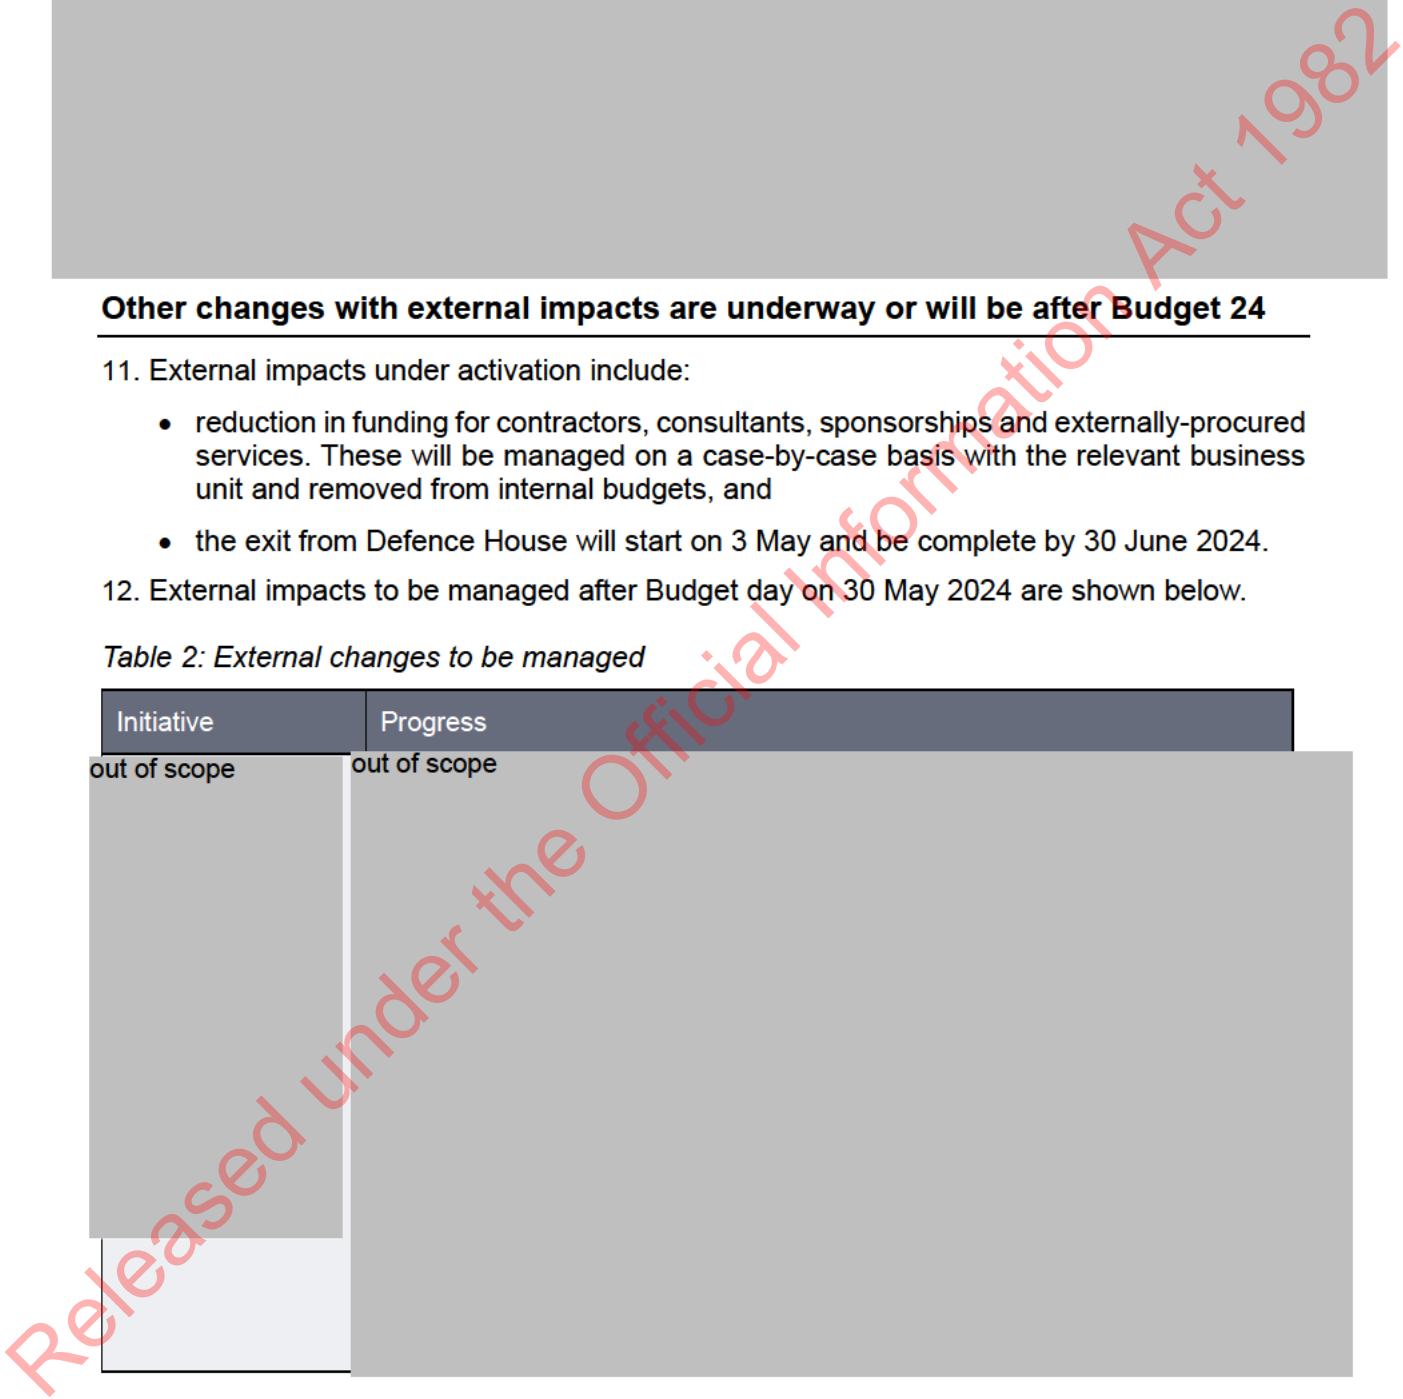 Other changes with external impacts are underway or will be after Budget 24
11. External impacts under activation include:
• reduction in funding for contractors, consultants, sponsorships and externally-procured
services. These will be managed on a case-by-case basis with the relevant business
unit and removed from internal budgets, and
• the exit from Defence House will start on 3 May and be complete by 30 June 2024.
12. External impacts to be managed after Budget day on 30 May 2024 are shown below.
Table 2: External changes to be managed
Initiative Progress
out of scope out of scope
Released under the Official Information Act 1982